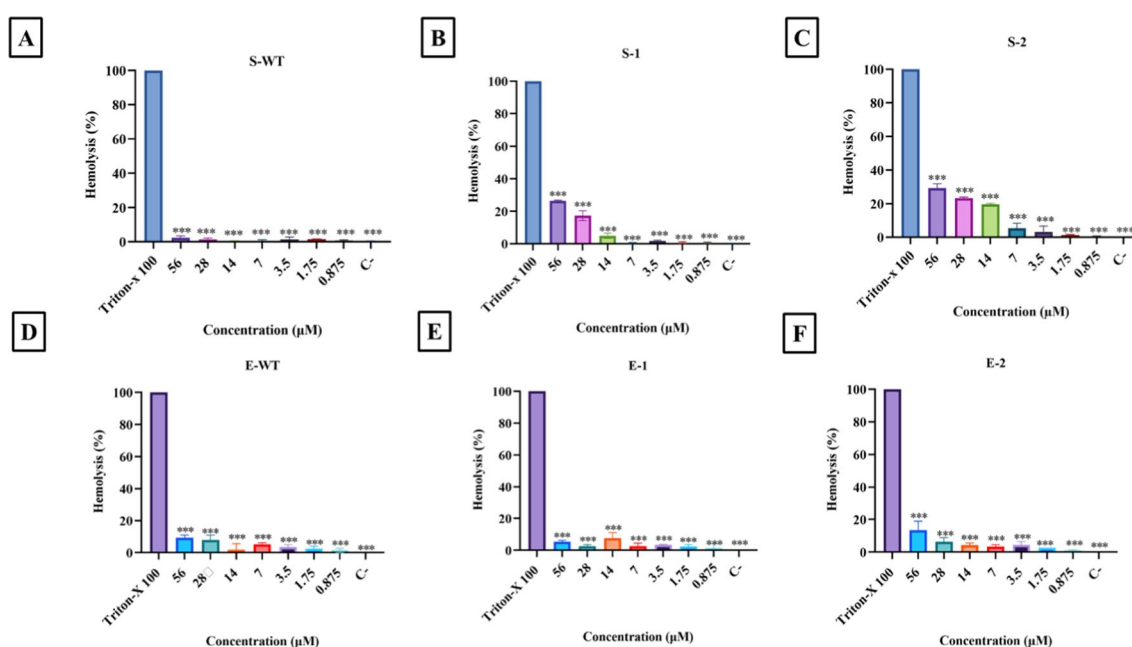 A
S-WT
Hemolysis (%)
100
80
60
40
20
0
*** *** *** *** *** *** *** ***
Triton-x 100 56 28 14 7 3.5 1.75 0.875 C-
Concentration (µM)
B
S-1
Hemolysis (%)
100
80
60
40
20
0
*** *** *** *** *** *** *** ***
Triton-x 100 56 28 14 7 3.5 1.75 0.875 C-
Concentration (µM)
C
S-2
Hemolysis (%)
100
80
60
40
20
0
*** *** *** *** *** *** *** ***
Triton-x 100 56 28 14 7 3.5 1.75 0.875 C-
Concentration (µM)
D
E-WT
Hemolysis (%)
100
80
60
40
20
0
*** *** *** *** *** *** *** ***
Triton-X 100 56 28□ 14 7 3.5 1.75 0.875 C-
Concentration (µM)
E
E-1
Hemolysis (%)
100
80
60
40
20
0
*** *** *** *** *** *** *** ***
Triton-X 100 56 28 14 7 3.5 1.75 0.875 C-
Concentration (µM)
F
E-2
Hemolysis (%)
100
80
60
40
20
0
*** *** *** *** *** *** *** ***
Triton-X 100 56 28 14 7 3.5 1.75 0.875 C-
Concentration (µM)